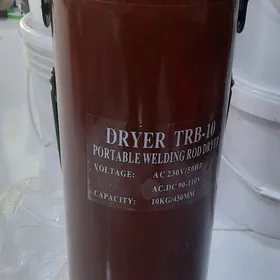 DRYER TRB-10
PORTABLE WELDING ROD DRYER
VOLTAGE: AC 230V/50HZ
AC.DC 90-110V
CAPACITY: 10KG/450MM